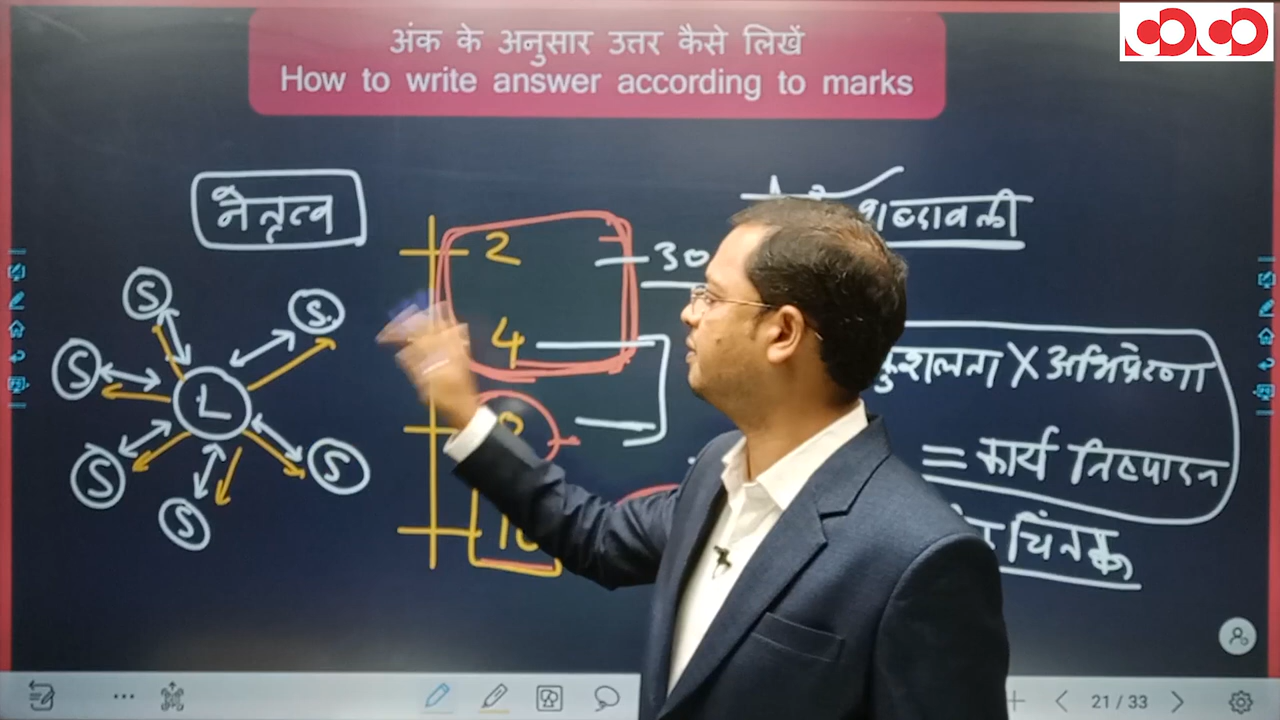 अंक के अनुसार उत्तर कैसे लिखें
How to write answer according to marks
नेतृत्व
शब्दावली
2
30
S
S
4
S
L
कुशलता X अभिप्रेरणा
= कार्य निष्पादन
S
S
S
10
चिंतक
21 / 33